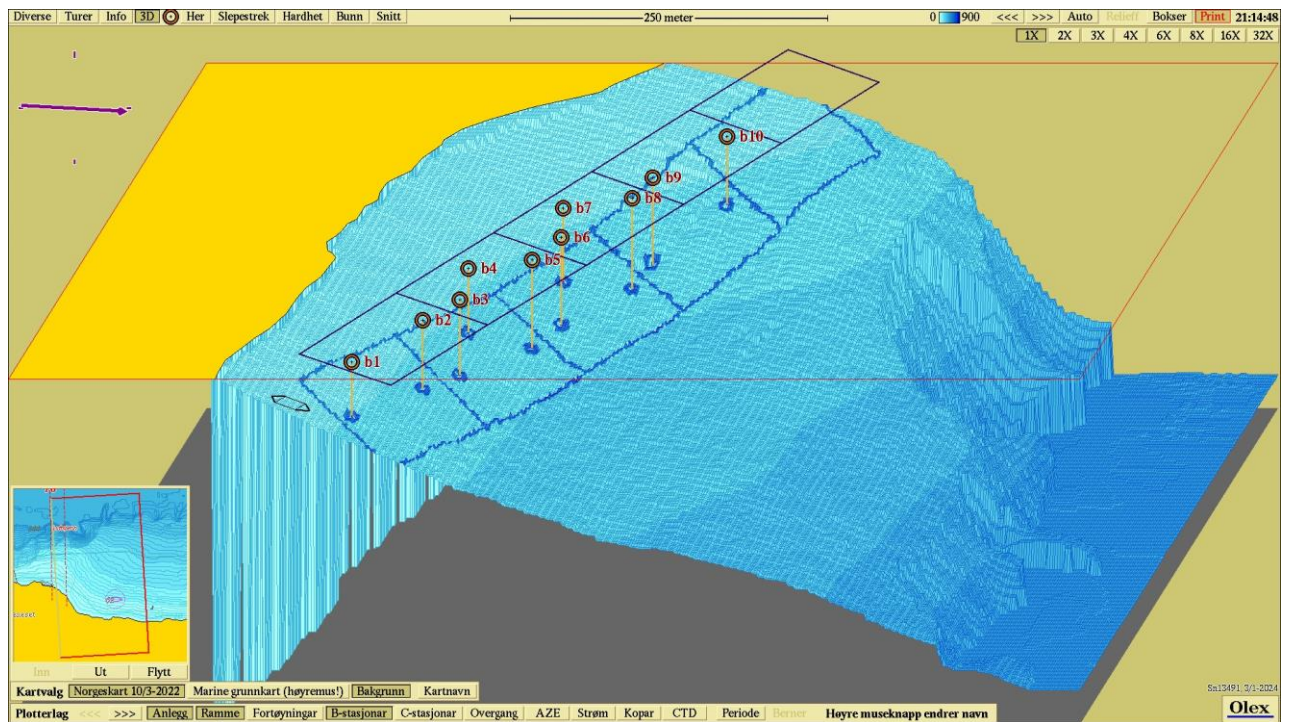 Diverse Turer Info 3D Her Slepestrek Hardhet Bunn Snitt 250 meter 0 900 <<< >>> Auto Relieff Bokser Print 21:14:48
1X 2X 3X 4X 6X 8X 16X 32X
b10
b9
b8
b7
b6
b5
b4
b3
b2
b1
Inn Ut Flytt
Kartvalg Norgeskart 10/3-2022 Marine grunnkart (høyremus!) Bakgrunn Kartnavn
Sn13491 2/1-2024
Plotterlag <<< >>> Anlegg Ramme Fortøyningar B-stasjonar C-stasjonar Overgang AZE Strøm Kopar CTD Periode Berner Høyre museknapp endrer navn
Olex